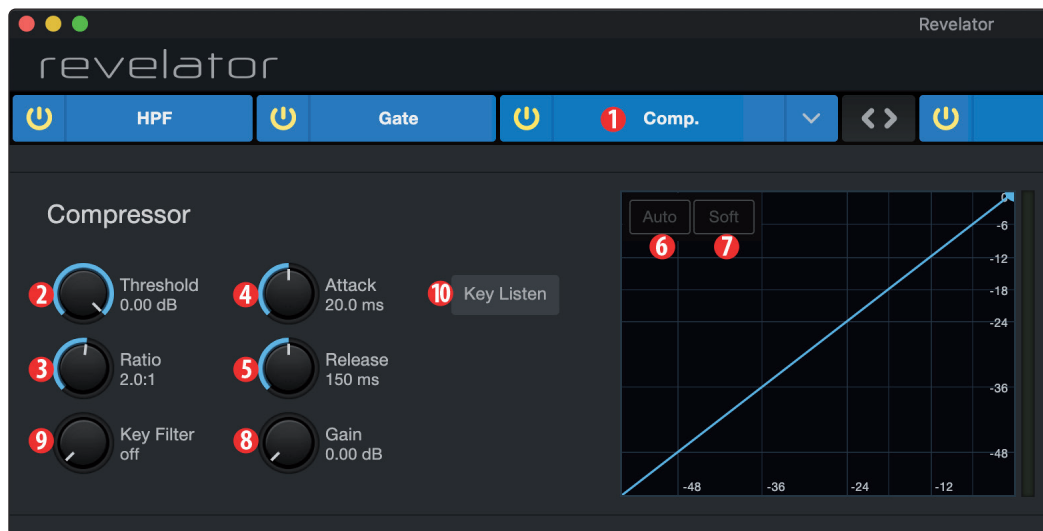 Revelator
revelator
HPF
Gate
1 Comp.
Compressor
2 Threshold
0.00 dB
4 Attack
20.0 ms
10 Key Listen
3 Ratio
2.0:1
5 Release
150 ms
9 Key Filter
off
8 Gain
0.00 dB
Auto Soft
6 7
0
-6
-12
-18
-24
-36
-48
-48 -36 -24 -12